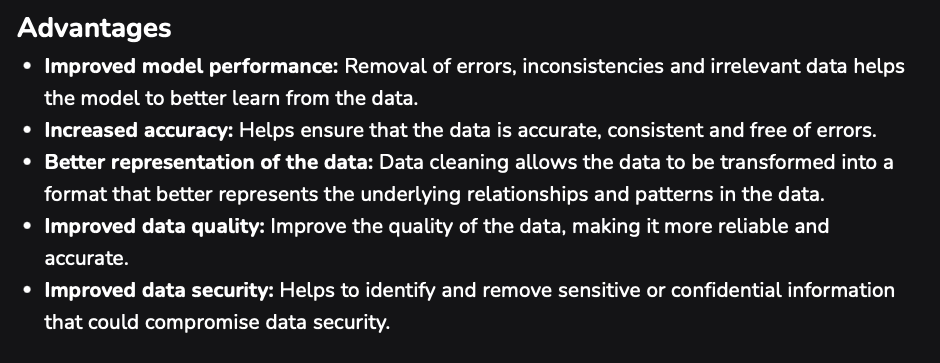 Advantages
• Improved model performance: Removal of errors, inconsistencies and irrelevant data helps
the model to better learn from the data.
• Increased accuracy: Helps ensure that the data is accurate, consistent and free of errors.
• Better representation of the data: Data cleaning allows the data to be transformed into a
format that better represents the underlying relationships and patterns in the data.
• Improved data quality: Improve the quality of the data, making it more reliable and
accurate.
• Improved data security: Helps to identify and remove sensitive or confidential information
that could compromise data security.